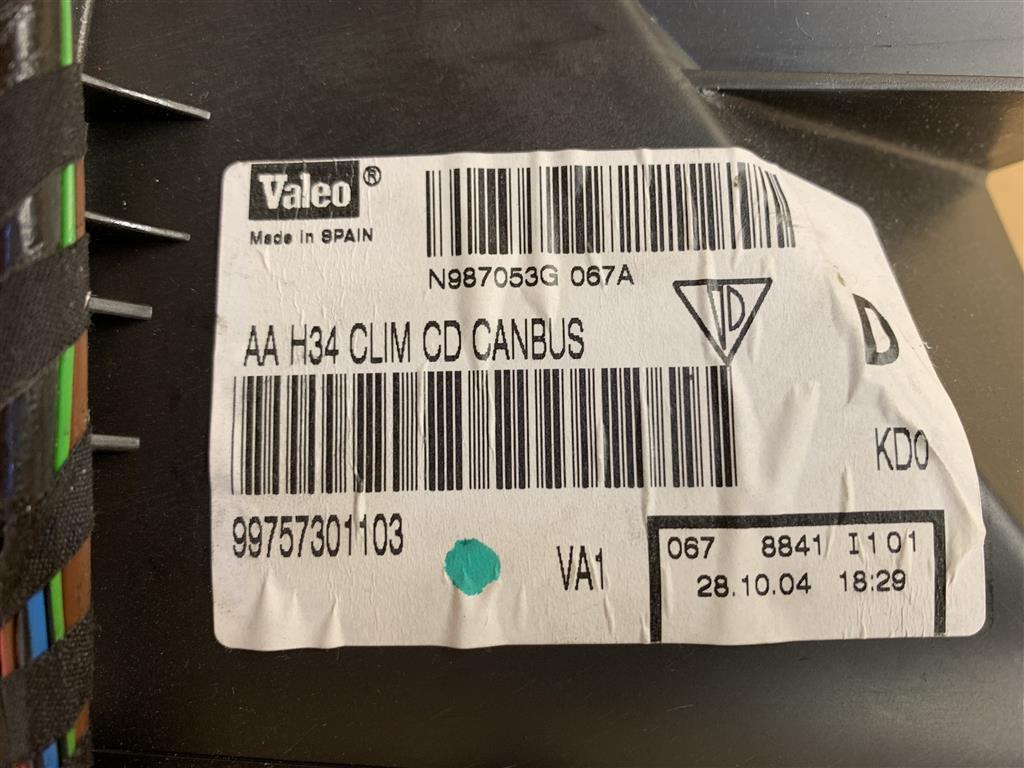 Valeo®
Made in SPAIN
N987053G 067A
AA H34 CLIM CD CANBUS
D
KD0
99757301103
VA1
067 8841 I101
28.10.04 18:29